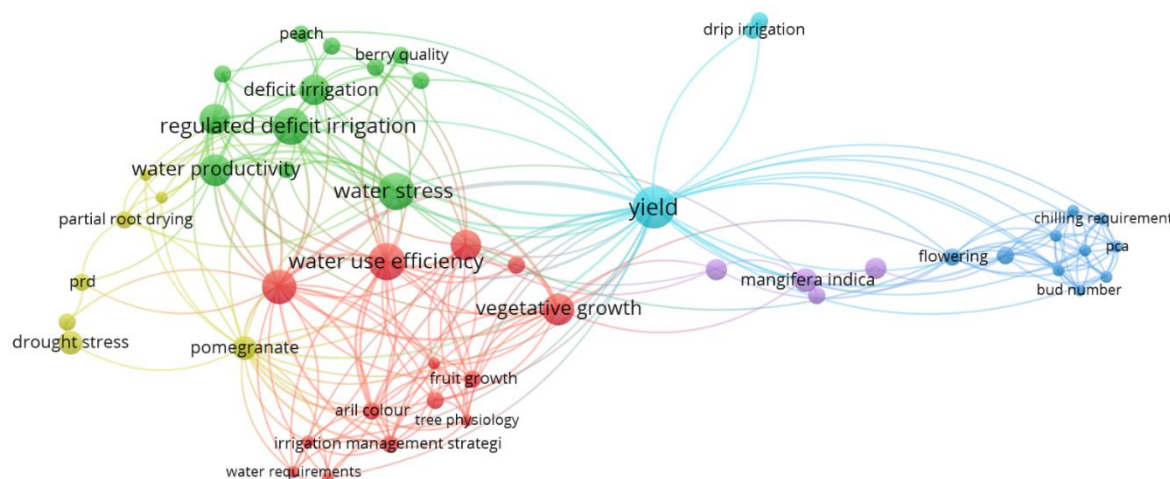 drip irrigation
peach
berry quality
deficit irrigation
regulated deficit irrigation
water productivity
water stress
yield
partial root drying
chilling requirement
pca
flowering
water use efficiency
mangifera indica
prd
bud number
vegetative growth
drought stress
pomegranate
fruit growth
aril colour
tree physiology
irrigation management strategi
water requirements